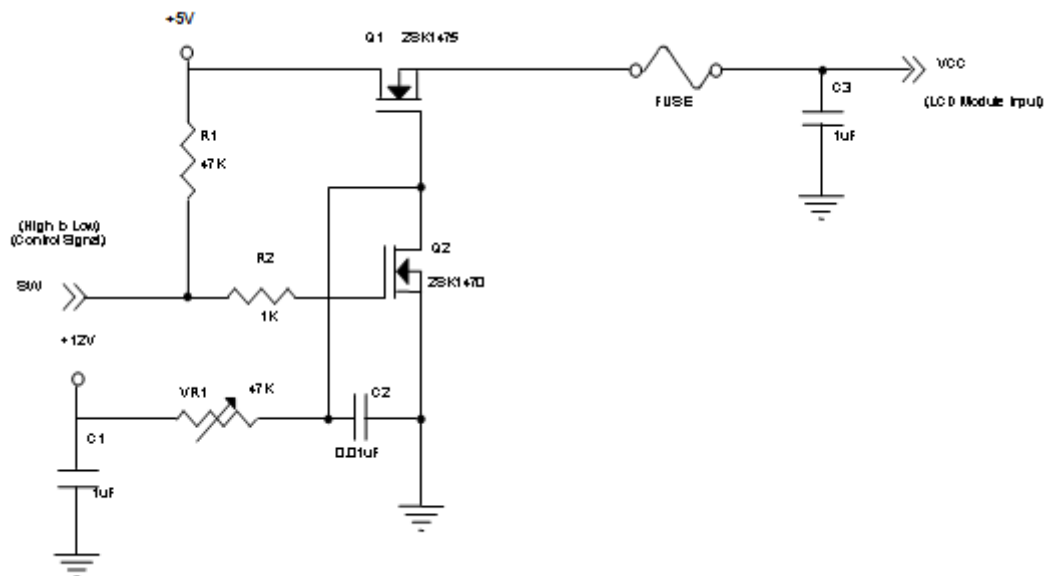 +5V
Q1 2SK1475
VCC
FUSE
C3
(LCD Module Input)
R1
47K
1uF
(High to Low)
(Control Signal)
Q2
R2
2SK1470
SW
1K
+12V
VR1
47K
C2
C1
0.01uF
1uF